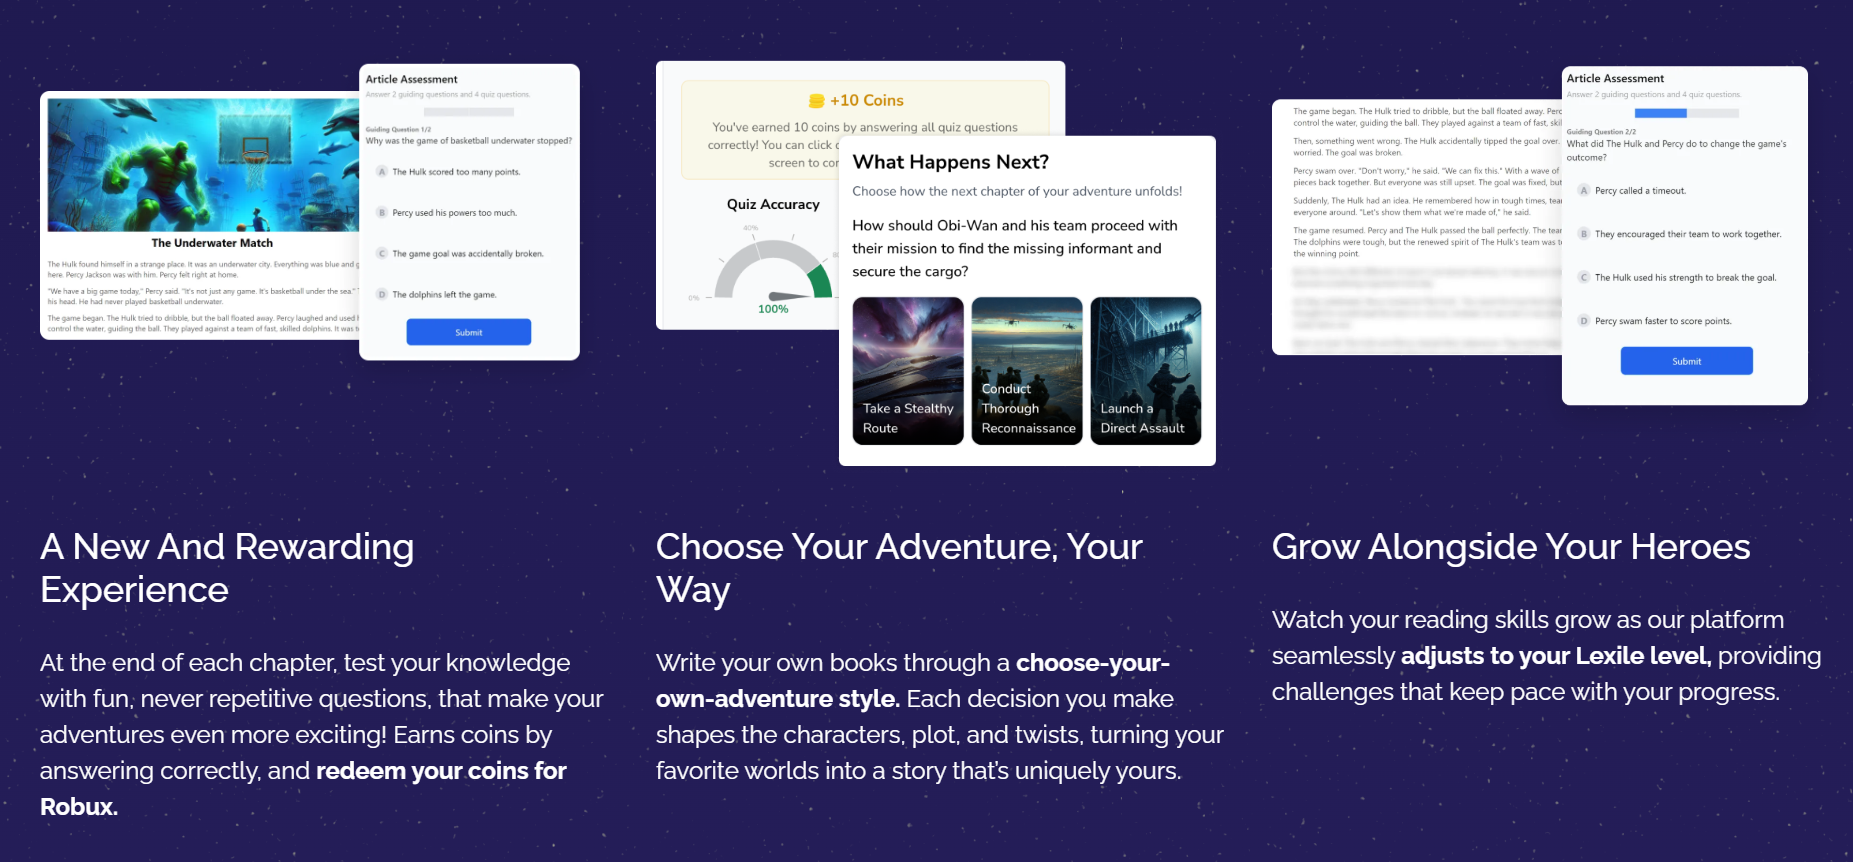 The Underwater Match
The Hulk found himself in a strange place. It was an underwater city. Everything was blue and g
here. Percy Jackson was with him. Percy felt right at home.
"We have a big game today," Percy said. "It's not just any game. It's basketball under the sea."
his head. He had never played basketball underwater.
The game began. The Hulk tried to dribble, but the ball floated away. Percy laughed and used h
control the water, guiding the ball. They played against a team of fast, skilled dolphins. It was t
Article Assessment
Answer 2 guiding questions and 4 quiz questions.
Guiding Question 1/2
Why was the game of basketball underwater stopped?
A The Hulk scored too many points.
B Percy used his powers too much.
C The game goal was accidentally broken.
D The dolphins left the game.
Submit
A New And Rewarding
Experience
At the end of each chapter, test your knowledge
with fun, never repetitive questions, that make your
adventures even more exciting! Earns coins by
answering correctly, and redeem your coins for
Robux.
+10 Coins
You've earned 10 coins by answering all quiz questions
correctly! You can click
screen to cor
Quiz Accuracy
40%
0%
100%
What Happens Next?
Choose how the next chapter of your adventure unfolds!
How should Obi-Wan and his team proceed with
their mission to find the missing informant and
secure the cargo?
Take a Stealthy
Route
Conduct
Thorough
Reconnaissance
Launch a
Direct Assault
Choose Your Adventure, Your
Way
Write your own books through a choose-your-
own-adventure style. Each decision you make
shapes the characters, plot, and twists, turning your
favorite worlds into a story that's uniquely yours.
The game began. The Hulk tried to dribble, but the ball floated away. Perc
control the water, guiding the ball. They played against a team of fast, skil
Then, something went wrong. The Hulk accidentally tipped the goal over.
worried. The goal was broken.
Percy swam over. "Don't worry," he said. "We can fix this." With a wave of
pieces back together. But everyone was still upset. The goal was fixed, but
Suddenly, The Hulk had an idea. He remembered how in tough times, tear
everyone around. "Let's show them what we're made of," he said.
The game resumed. Percy and The Hulk passed the ball perfectly. The tear
The dolphins were tough, but the renewed spirit of The Hulk's team was t
the winning point.
Article Assessment
Answer 2 guiding questions and 4 quiz questions.
Guiding Question 2/2
What did The Hulk and Percy do to change the game's
outcome?
A Percy called a timeout.
B They encouraged their team to work together.
C The Hulk used his strength to break the goal.
D Percy swam faster to score points.
Submit
Grow Alongside Your Heroes
Watch your reading skills grow as our platform
seamlessly adjusts to your Lexile level, providing
challenges that keep pace with your progress.